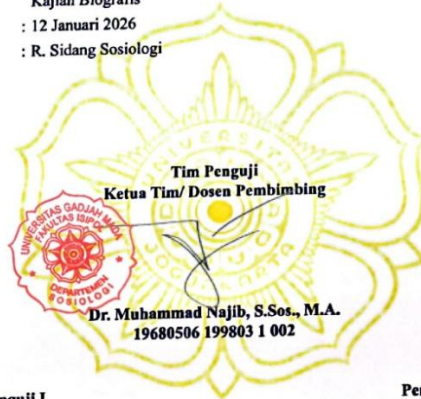 Kajian Biografis
: 12 Januari 2026
: R. Sidang Sosiologi
Tim Penguji
Ketua Tim/ Dosen Pembimbing
UNIVERSITAS GADJAH MADA
FAKULTAS ISIPOL
DEPARTEMEN
SOSIOLOGI
Dr. Muhammad Najib, S.Sos., M.A.
19680506 199803 1 002